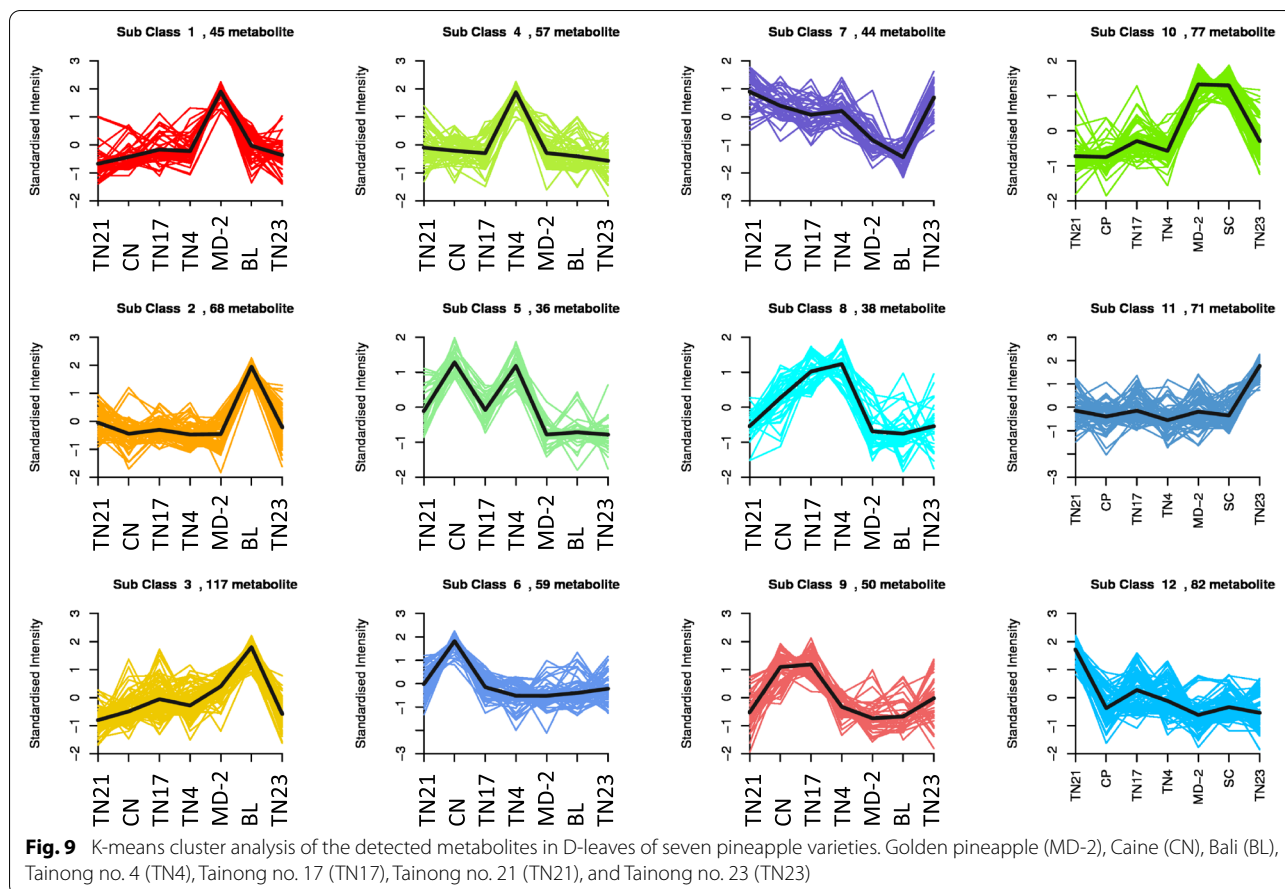 Sub Class 1 , 45 metabolite
Standardised Intensity
3
2
1
0
−1
−2
TN21
CN
TN17
TN4
MD-2
BL
TN23
Sub Class 4 , 57 metabolite
Standardised Intensity
3
2
1
0
−1
−2
TN21
CN
TN17
TN4
MD-2
BL
TN23
Sub Class 7 , 44 metabolite
Standardised Intensity
2
1
0
−1
−2
−3
TN21
CN
TN17
TN4
MD-2
BL
TN23
Sub Class 10 , 77 metabolite
Standardised Intensity
2
1
0
−1
−2
TN21
CP
TN17
TN4
MD−2
SC
TN23
Sub Class 2 , 68 metabolite
Standardised Intensity
3
2
1
0
−1
−2
TN21
CN
TN17
TN4
MD-2
BL
TN23
Sub Class 5 , 36 metabolite
Standardised Intensity
2
1
0
−1
−2
TN21
CN
TN17
TN4
MD-2
BL
TN23
Sub Class 8 , 38 metabolite
Standardised Intensity
2
1
0
−1
−2
TN21
CN
TN17
TN4
MD-2
BL
TN23
Sub Class 11 , 71 metabolite
Standardised Intensity
3
2
1
0
−1
−3
TN21
CP
TN17
TN4
MD−2
SC
TN23
Sub Class 3 , 117 metabolite
Standardised Intensity
3
2
1
0
−1
−2
TN21
CN
TN17
TN4
MD-2
BL
TN23
Sub Class 6 , 59 metabolite
Standardised Intensity
3
2
1
0
−1
−3
TN21
CN
TN17
TN4
MD-2
BL
TN23
Sub Class 9 , 50 metabolite
Standardised Intensity
3
2
1
0
−1
−2
TN21
CN
TN17
TN4
MD-2
BL
TN23
Sub Class 12 , 82 metabolite
Standardised Intensity
3
2
1
0
−1
−2
TN21
CP
TN17
TN4
MD−2
SC
TN23
Fig. 9 K-means cluster analysis of the detected metabolites in D-leaves of seven pineapple varieties. Golden pineapple (MD-2), Caine (CN), Bali (BL),
Tainong no. 4 (TN4), Tainong no. 17 (TN17), Tainong no. 21 (TN21), and Tainong no. 23 (TN23)